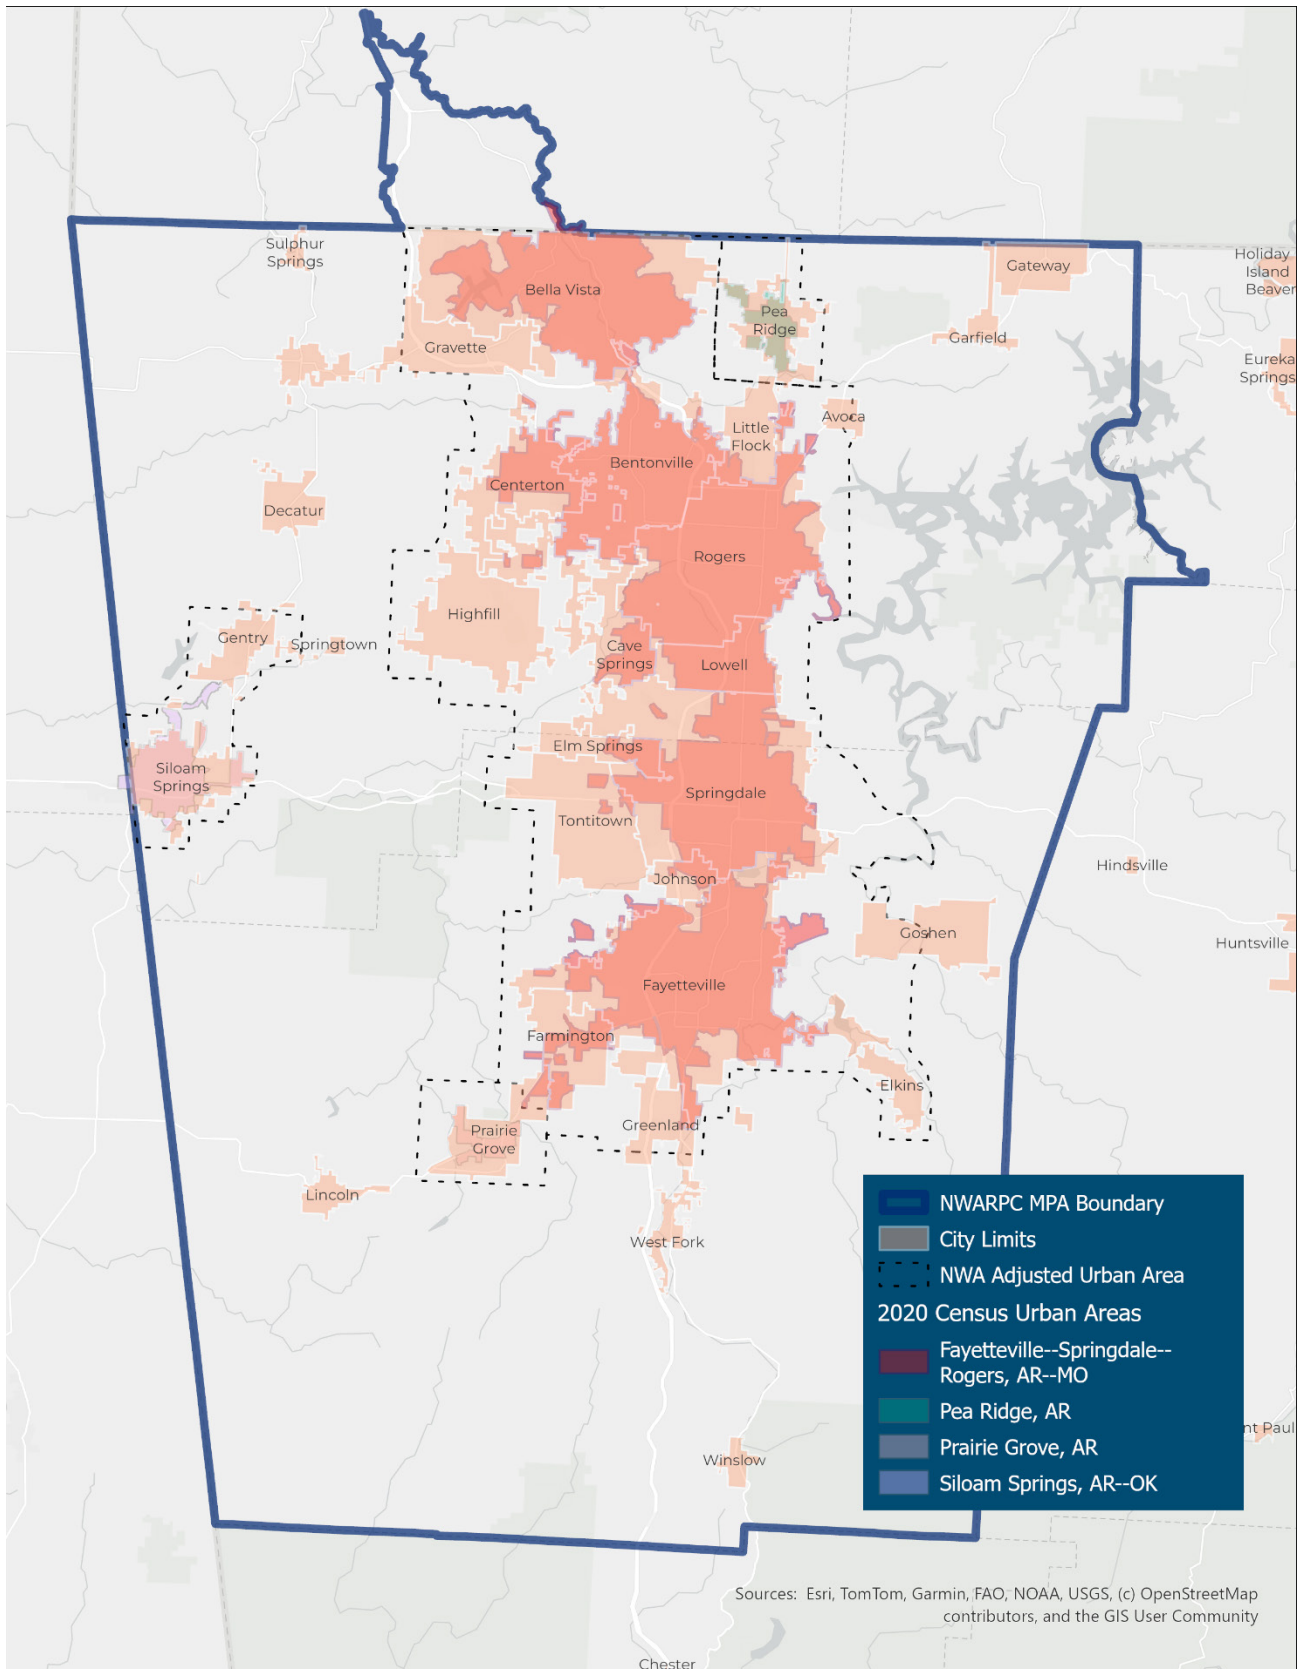 Sulphur
Springs
Gateway
Holiday
Island
Beaver
Bella Vista
Pea
Ridge
Garfield
Gravette
Eureka
Springs
Avoca
Little
Flock
Bentonville
Centerton
Decatur
Rogers
Highfill
Gentry
Springtown
Cave
Springs
Lowell
Elm Springs
Siloam
Springs
Springdale
Tontitown
Hindsville
Johnson
Goshen
Huntsville
Fayetteville
Farmington
Elkins
Greenland
Prairie
Grove
Lincoln
West Fork
NWARPC MPA Boundary
City Limits
NWA Adjusted Urban Area
2020 Census Urban Areas
Fayetteville--Springdale--
Rogers, AR--MO
Pea Ridge, AR
Prairie Grove, AR
Siloam Springs, AR--OK
nt Paul
Winslow
Sources: Esri, TomTom, Garmin, FAO, NOAA, USGS, (c) OpenStreetMap
contributors, and the GIS User Community
Chester